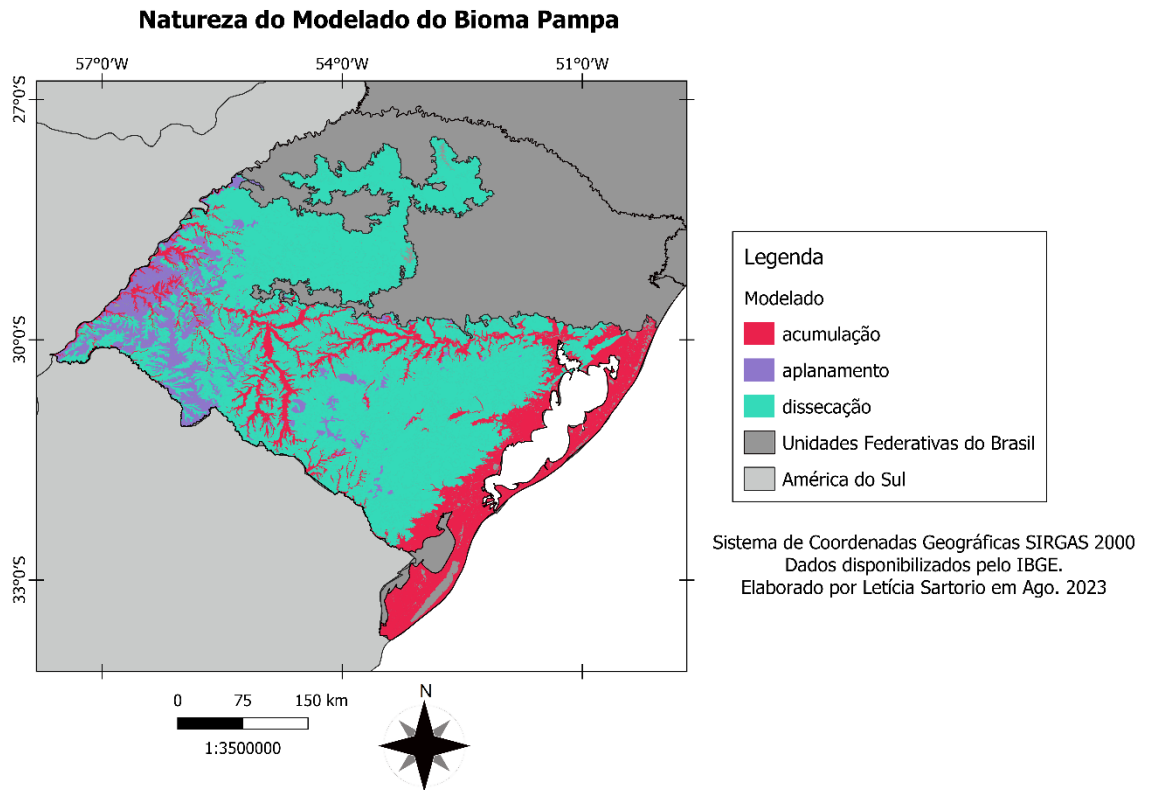 Natureza do Modelado do Bioma Pampa
57°0'W 54°0'W 51°0'W
27°0'S
30°0'S
33°0'S
Legenda
Modelado
acumulação
aplanamento
dissecação
Unidades Federativas do Brasil
América do Sul
Sistema de Coordenadas Geográficas SIRGAS 2000
Dados disponibilizados pelo IBGE.
Elaborado por Letícia Sartorio em Ago. 2023
0 75 150 km
1:3500000
N